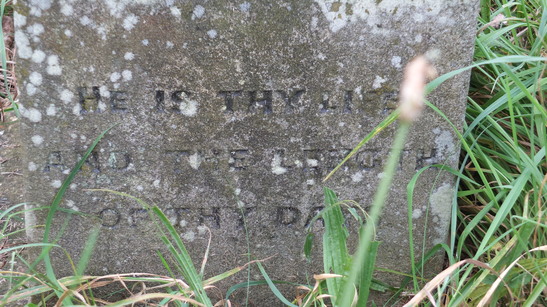 HE IS THY LIFE
AND THE LENGTH
OF THY DAYS